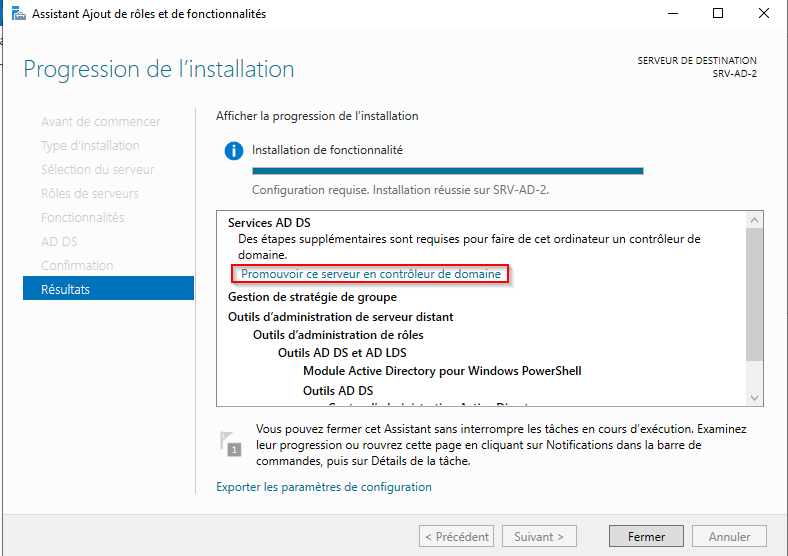 Assistant Ajout de rôles et de fonctionnalités
Progression de l'installation
SERVEUR DE DESTINATION
SRV-AD-2
Avant de commencer
Type d'installation
Sélection du serveur
Rôles de serveurs
Fonctionnalités
AD DS
Confirmation
Résultats
Afficher la progression de l'installation
Installation de fonctionnalité
Configuration requise. Installation réussie sur SRV-AD-2.
Services AD DS
Des étapes supplémentaires sont requises pour faire de cet ordinateur un contrôleur de
domaine.
Promouvoir ce serveur en contrôleur de domaine
Gestion de stratégie de groupe
Outils d'administration de serveur distant
Outils d'administration de rôles
Outils AD DS et AD LDS
Module Active Directory pour Windows PowerShell
Outils AD DS
1
Vous pouvez fermer cet Assistant sans interrompre les tâches en cours d'exécution. Examinez
leur progression ou rouvrez cette page en cliquant sur Notifications dans la barre de
commandes, puis sur Détails de la tâche.
Exporter les paramètres de configuration
< Précédent
Suivant >
Fermer
Annuler